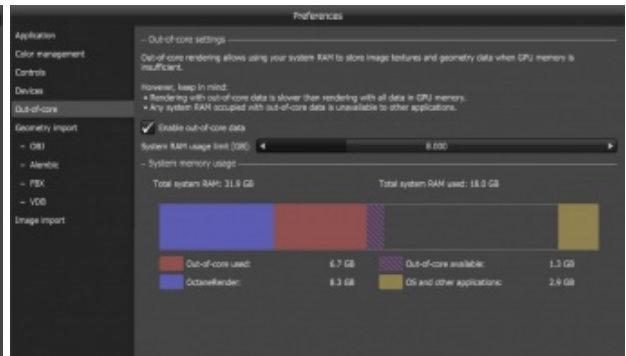 Preferences
Application
Color management
Controls
Devices
Out-of-core
Geometry import
– OBJ
– Alembic
– FBX
– VDB
Image import
– Out-of-core settings
Out-of-core rendering allows using your system RAM to store image textures and geometry data when GPU memory is
insufficient.
However, keep in mind:
• Rendering with out-of-core data is slower then rendering with all data in GPU memory.
• Any system RAM occupied with out-of-core data is unavailable to other applications.
Enable out-of-core data
System RAM usage limit [GB]: 8.000
– System memory usage
Total system RAM: 31.9 GB Total system RAM used: 18.0 GB
Out-of-core used: 6.7 GB Out-of-core available: 1.3 GB
OctaneRender: 8.3 GB OS and other applications: 2.9 GB